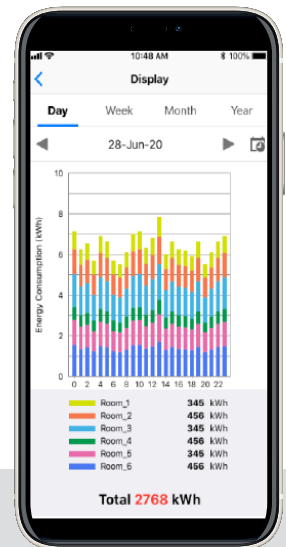 10:48 AM 100%
Display
Day Week Month Year
28-Jun-20
Energy Consumption (kWh)
10
8
6
4
2
0
0 2 4 6 8 10 12 14 16 18 20 22
Room_1 345 kWh
Room_2 456 kWh
Room_3 345 kWh
Room_4 456 kWh
Room_5 345 kWh
Room_6 456 kWh
Total 2768 kWh